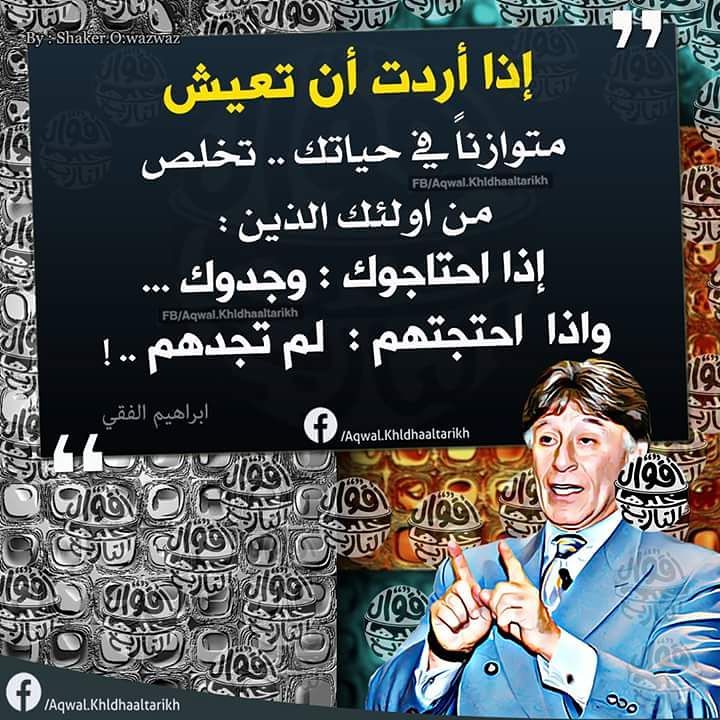 By : Shaker.O.wazwaz
إذا أردت أن تعيش
متوازناً في حياتك .. تخلص
FB/Aqwal.Khldhaaltarikh
من اولئك الذين :
إذا احتاجوك : وجدوك ...
FB/Aqwal.Khldhaaltarikh
واذا احتجتهم : لم تجدهم .. !
ابراهيم الفقي
/Aqwal.Khldhaaltarikh
/Aqwal.Khldhaaltarikh